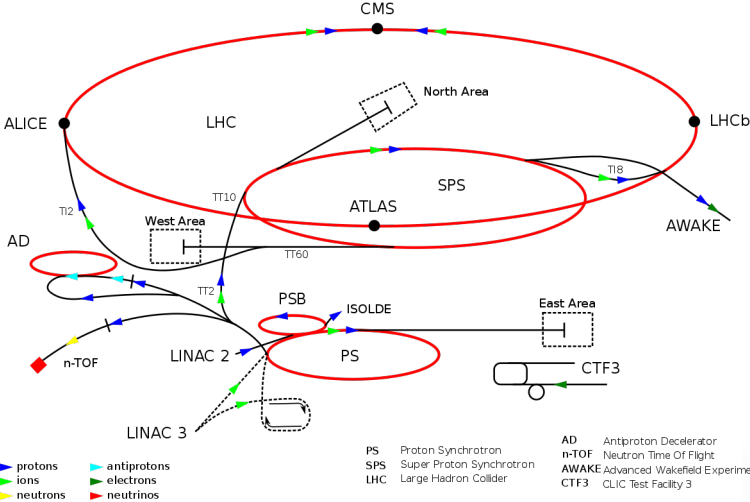 CMS
North Area
ALICE
LHC
LHCb
TI8
SPS
TT10
ATLAS
TI2
West Area
AWAKE
AD
TT60
TT2
PSB
ISOLDE
East Area
LINAC 2
PS
n-TOF
CTF3
LINAC 3
PS Proton Synchrotron
SPS Super Proton Synchrotron
LHC Large Hadron Collider
AD Antiproton Decelerator
n-TOF Neutron Time Of Flight
AWAKE Advanced Wakefield Experime
CTF3 CLIC Test Facility 3
protons antiprotons
ions electrons
neutrons neutrinos